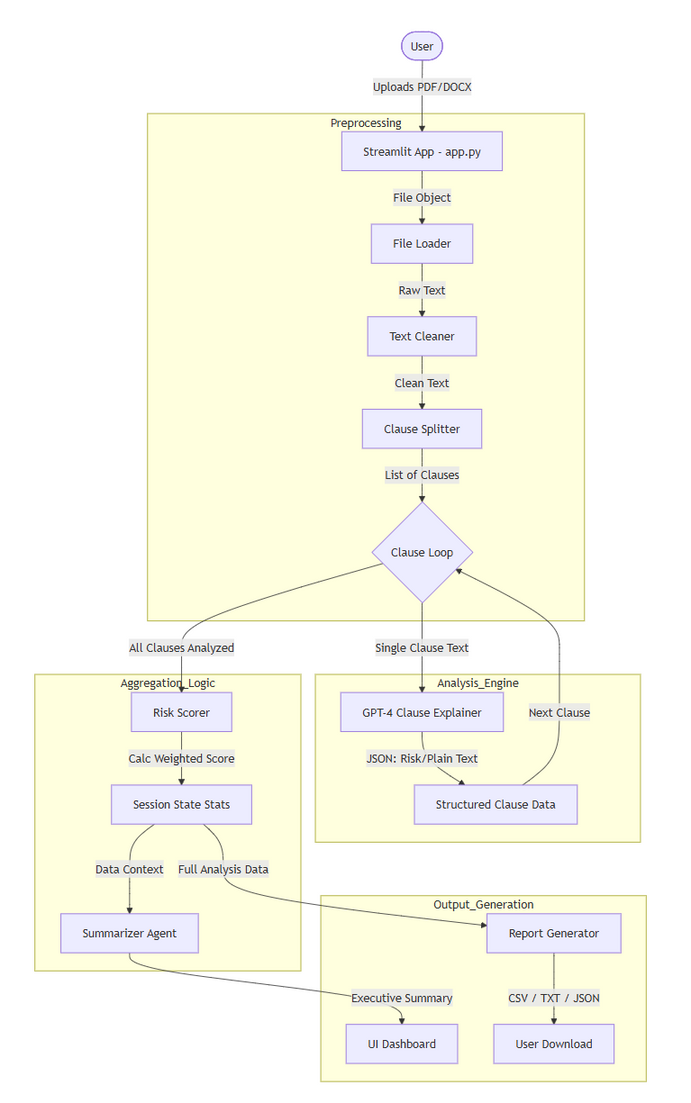 User
Uploads PDF/DOCX
Preprocessing
Streamlit App - app.py
File Object
File Loader
Raw Text
Text Cleaner
Clean Text
Clause Splitter
List of Clauses
Clause Loop
All Clauses Analyzed
Single Clause Text
Aggregation_Logic
Analysis_Engine
Risk Scorer
GPT-4 Clause Explainer
Next Clause
Calc Weighted Score
JSON: Risk/Plain Text
Session State Stats
Structured Clause Data
Data Context
Full Analysis Data
Output_Generation
Summarizer Agent
Report Generator
Executive Summary
CSV / TXT / JSON
UI Dashboard
User Download